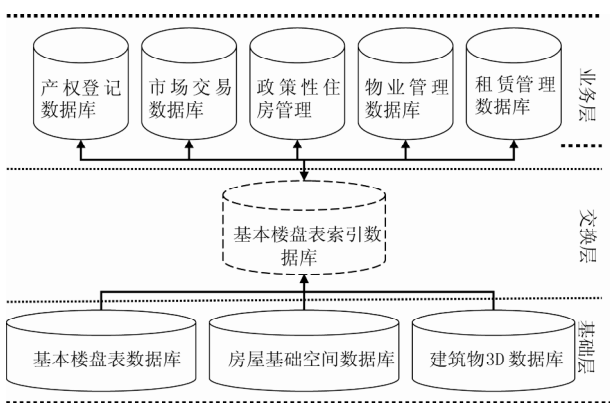 产权登记
数据库
市场交易
数据库
政策性住
房管理
物业管理
数据库
租赁管理
数据库
业务层
基本楼盘表索引数
据库
交换层
基本楼盘表数据库
房屋基础空间数据库
建筑物3D数据库
基础层